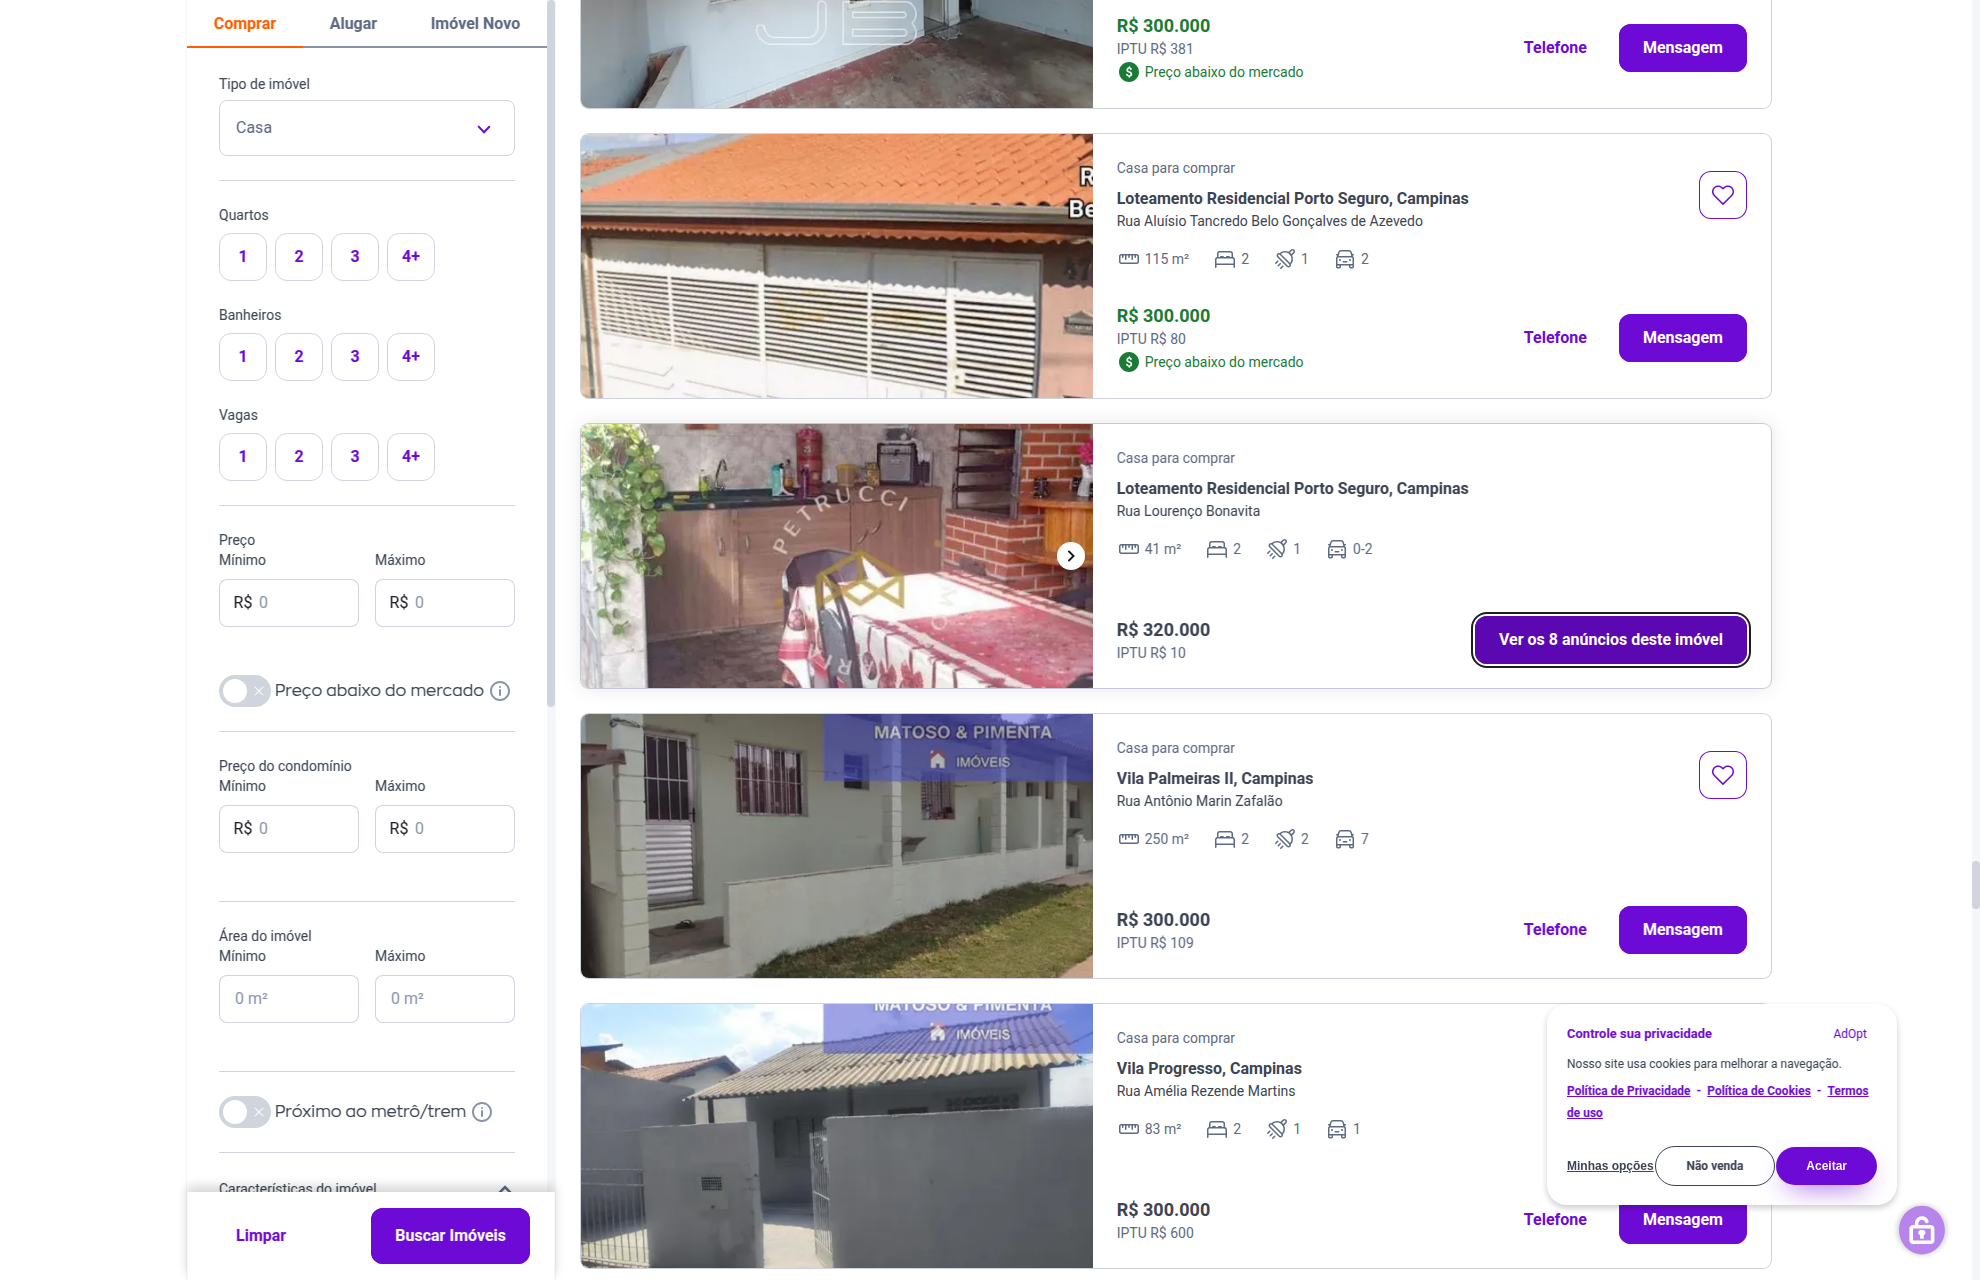 Comprar
Alugar
Imóvel Novo
Tipo de imóvel
Casa
Quartos
1
2
3
4+
Banheiros
1
2
3
4+
Vagas
1
2
3
4+
Preço
Mínimo
Máximo
R$ 0
R$ 0
Preço abaixo do mercado
Preço do condomínio
Mínimo
Máximo
R$ 0
R$ 0
Área do imóvel
Mínimo
Máximo
0 m²
0 m²
Próximo ao metrô/trem
Características do imóvel
Limpar
Buscar Imóveis
JB
R$ 300.000
IPTU R$ 381
Preço abaixo do mercado
Telefone
Mensagem
R
Be
Casa para comprar
Loteamento Residencial Porto Seguro, Campinas
Rua Aluísio Tancredo Belo Gonçalves de Azevedo
115 m²
2
1
2
R$ 300.000
IPTU R$ 80
Preço abaixo do mercado
Telefone
Mensagem
PETRUCCI
Casa para comprar
Loteamento Residencial Porto Seguro, Campinas
Rua Lourenço Bonavita
41 m²
2
1
0-2
R$ 320.000
IPTU R$ 10
Ver os 8 anúncios deste imóvel
MATOSO & PIMENTA
IMÓVEIS
Casa para comprar
Vila Palmeiras II, Campinas
Rua Antônio Marin Zafalão
250 m²
2
2
7
R$ 300.000
IPTU R$ 109
Telefone
Mensagem
MATOSO & PIMENTA
IMÓVEIS
Casa para comprar
Vila Progresso, Campinas
Rua Amélia Rezende Martins
83 m²
2
1
1
R$ 300.000
IPTU R$ 600
Telefone
Mensagem
Controle sua privacidade
AdOpt
Nosso site usa cookies para melhorar a navegação.
Política de Privacidade - Política de Cookies - Termos
de uso
Minhas opções
Não venda
Aceitar